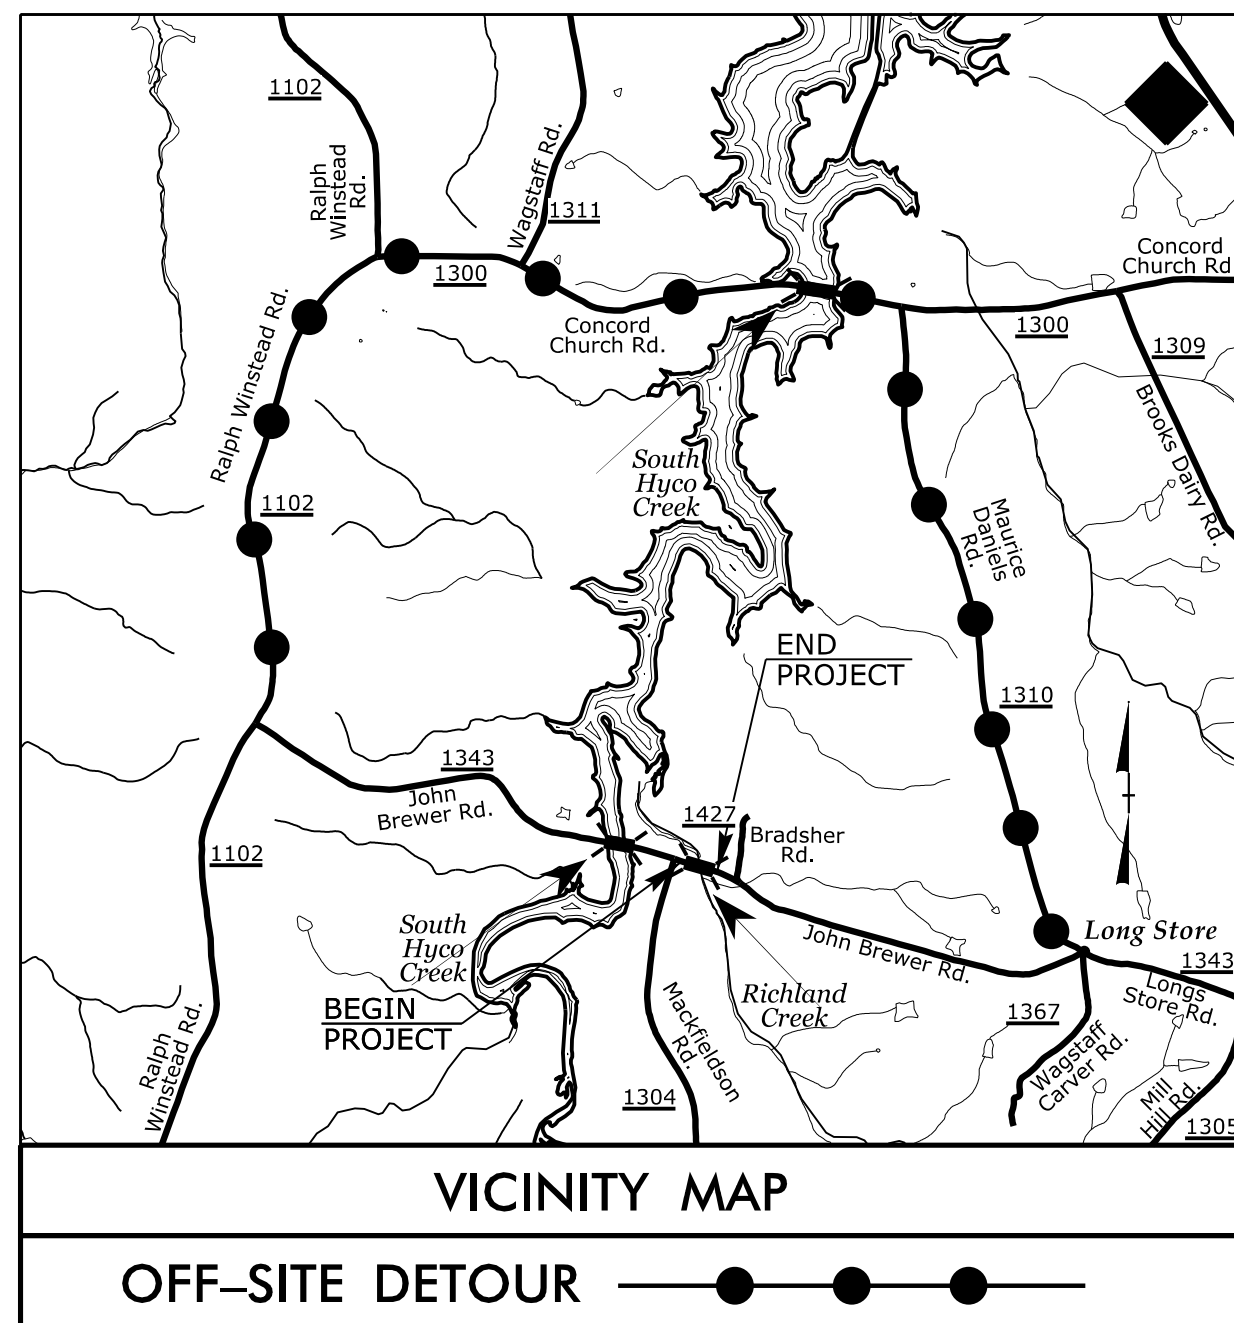 1102
Ralph
Winstead
Rd.
Wagstaff Rd.
1311
1300
Concord
Church Rd.
Concord
Church Rd
1300
1309
Brooks Dairy Rd.
Ralph Winstead Rd.
1102
South
Hyco
Creek
Maurice
Daniels
Rd.
END
PROJECT
1310
1343
John
Brewer Rd.
1427
Bradsher
Rd.
1102
South
Hyco
Creek
BEGIN
PROJECT
John Brewer Rd.
Long Store
1343
Longs
Store Rd.
Richland
Creek
1367
Wagstaff
Carver Rd.
Mackfieldson
Rd.
1304
Ralph
Winstead Rd.
Mill
Hill Rd.
1305
VICINITY MAP
OFF–SITE DETOUR